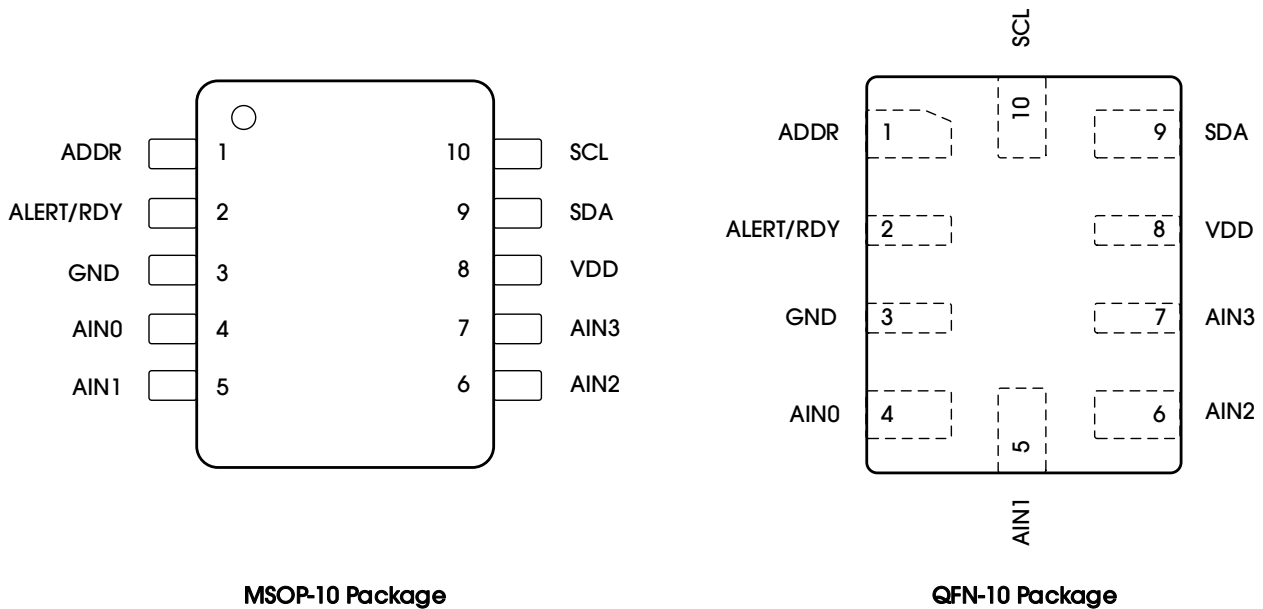 ADDR 1 10 SCL
ALERT/RDY 2 9 SDA
GND 3 8 VDD
AIN0 4 7 AIN3
AIN1 5 6 AIN2
MSOP-10 Package
SCL
10
ADDR 1 9 SDA
ALERT/RDY 2 8 VDD
GND 3 7 AIN3
AIN0 4 6 AIN2
5
AIN1
QFN-10 Package